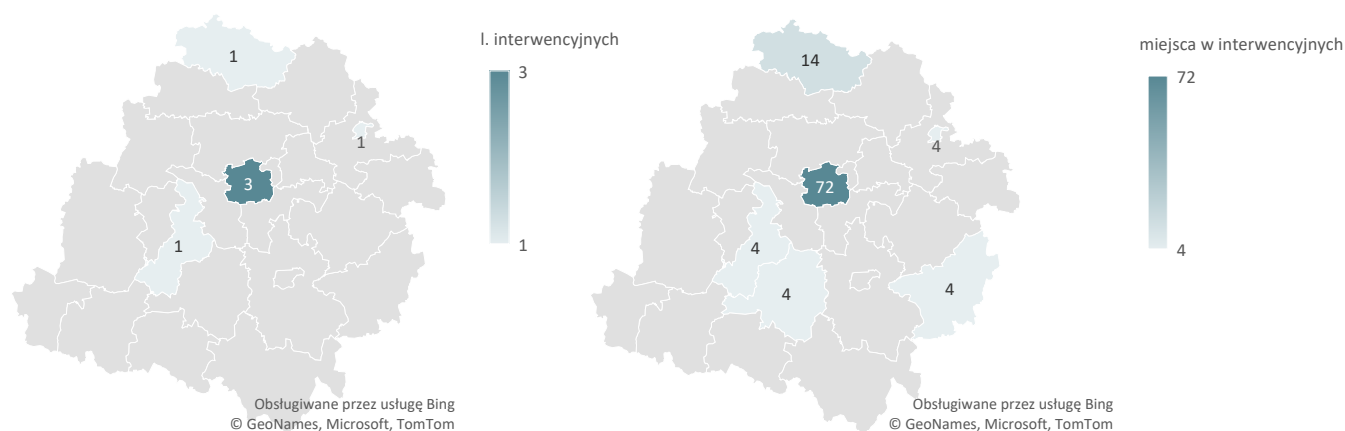 l. interwencyjnych
3
1
1
1
3
1
Obsługiwane przez usługę Bing
© GeoNames, Microsoft, TomTom
miejsca w interwencyjnych
72
4
14
4
72
4
4
4
Obsługiwane przez usługę Bing
© GeoNames, Microsoft, TomTom